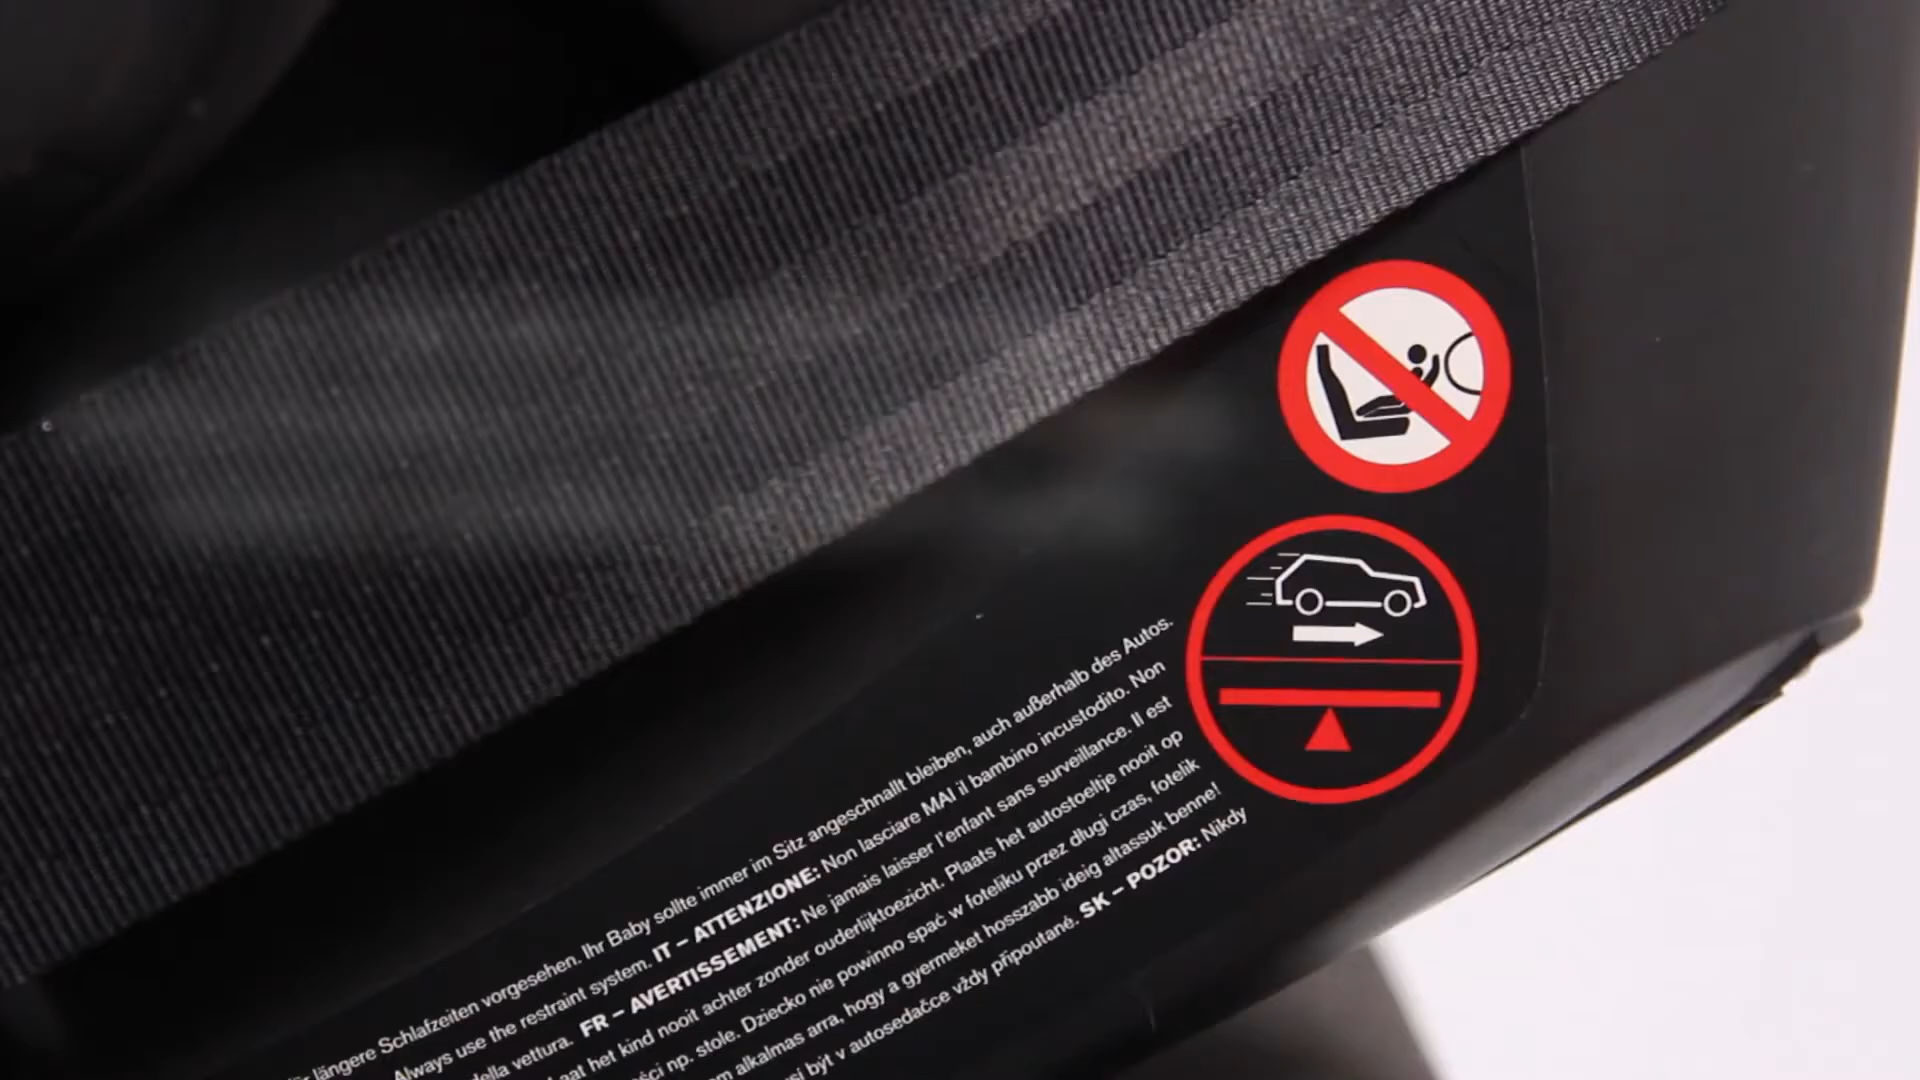 längere Schlafzeiten vorgesehen. Ihr Baby sollte immer im Sitz angeschnallt bleiben, auch außerhalb des Autos.
Always use the restraint system. IT – ATTENZIONE: Non lasciare MAI il bambino incustodito. Non
della vettura. FR – AVERTISSEMENT: Ne jamais laisser l'enfant sans surveillance. Il est
Laat het kind nooit achter zonder ouderlijktoezicht. Plaats het autostoeltje nooit op
np. stole. Dziecko nie powinno spać w foteliku przez długi czas, fotelik
alkalmas arra, hogy a gyermeket hosszabb ideig altassuk benne!
být v autosedačce vždy připoutané. SK – POZOR: Nikdy